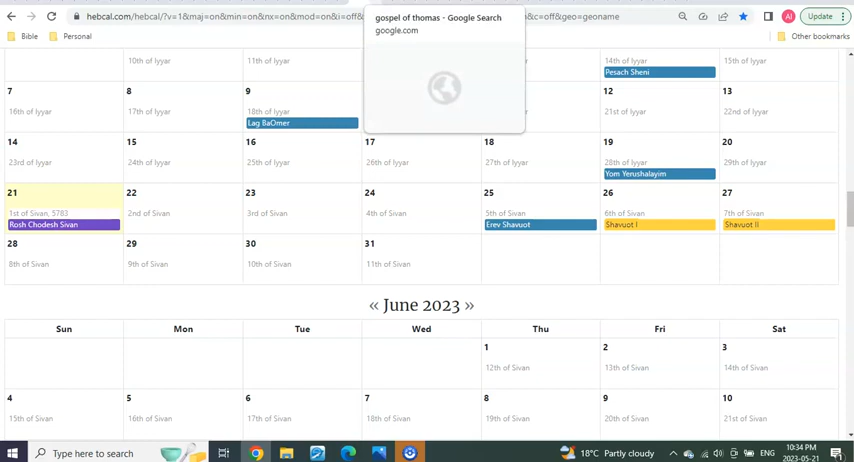 gospel of thomas - Google Search
google.com
hebcal.com/hebcal/?v=1&maj=on&min=on&nx=on&mod=on&i=off&
&c=off&geo=geoname
Update
Bible
Personal
Other bookmarks
10th of Iyyar
11th of Iyyar
14th of Iyyar
Pesach Sheni
15th of Iyyar
7
16th of Iyyar
8
17th of Iyyar
9
18th of Iyyar
Lag BaOmer
12
21st of Iyyar
13
22nd of Iyyar
14
23rd of Iyyar
15
24th of Iyyar
16
25th of Iyyar
17
26th of Iyyar
18
27th of Iyyar
19
28th of Iyyar
Yom Yerushalayim
20
29th of Iyyar
21
1st of Sivan, 5783
Rosh Chodesh Sivan
22
2nd of Sivan
23
3rd of Sivan
24
4th of Sivan
25
5th of Sivan
Erev Shavuot
26
6th of Sivan
Shavuot I
27
7th of Sivan
Shavuot II
28
8th of Sivan
29
9th of Sivan
30
10th of Sivan
31
11th of Sivan
« June 2023 »
Sun Mon Tue Wed Thu Fri Sat
1
12th of Sivan
2
13th of Sivan
3
14th of Sivan
4
15th of Sivan
5
16th of Sivan
6
17th of Sivan
7
18th of Sivan
8
19th of Sivan
9
20th of Sivan
10
21st of Sivan
Type here to search
18°C Partly cloudy
ENG
10:34 PM
2023-05-21